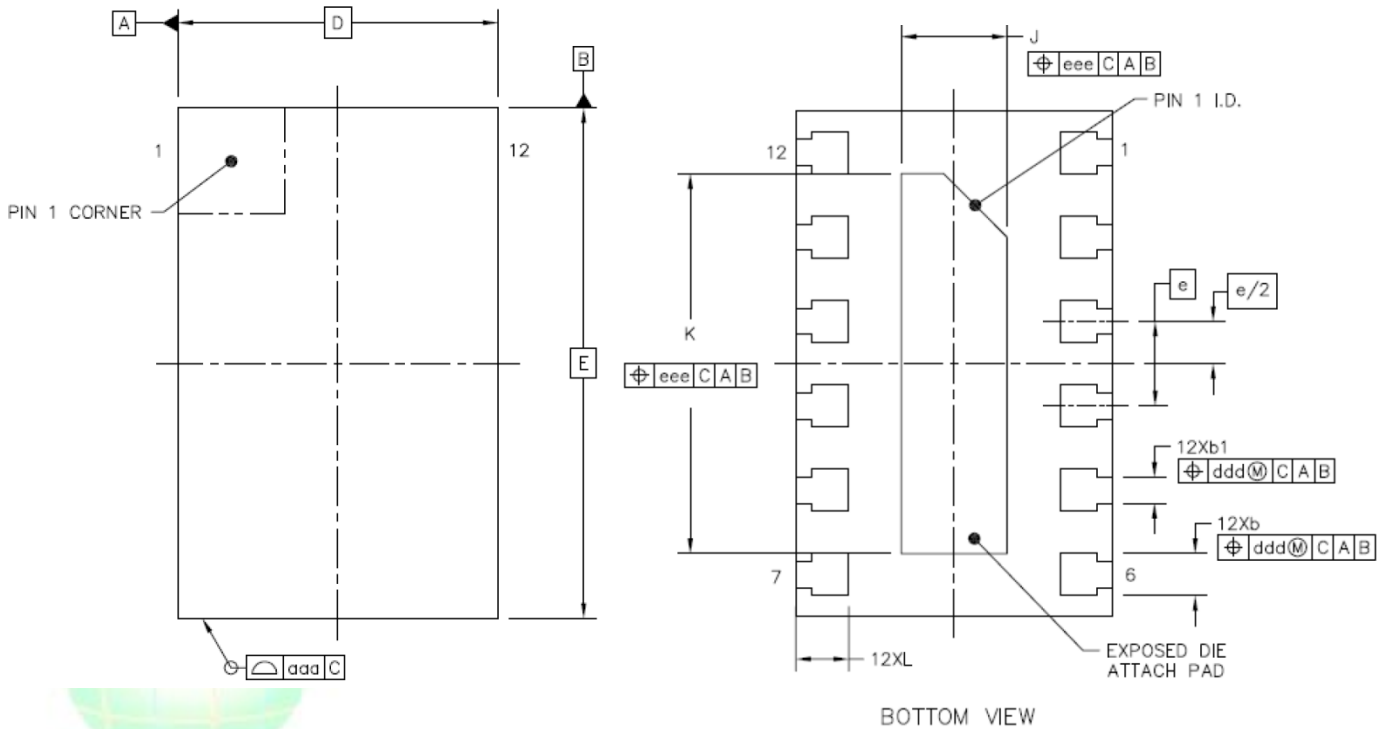 A
D
B
1
12
PIN 1 CORNER
E
aaa C
J
⌖ eee C A B
PIN 1 I.D.
12
1
e
e/2
K
⌖ eee C A B
12Xb1
⌖ ddd Ⓜ C A B
12Xb
⌖ ddd Ⓜ C A B
7
6
12XL
EXPOSED DIE
ATTACH PAD
BOTTOM VIEW